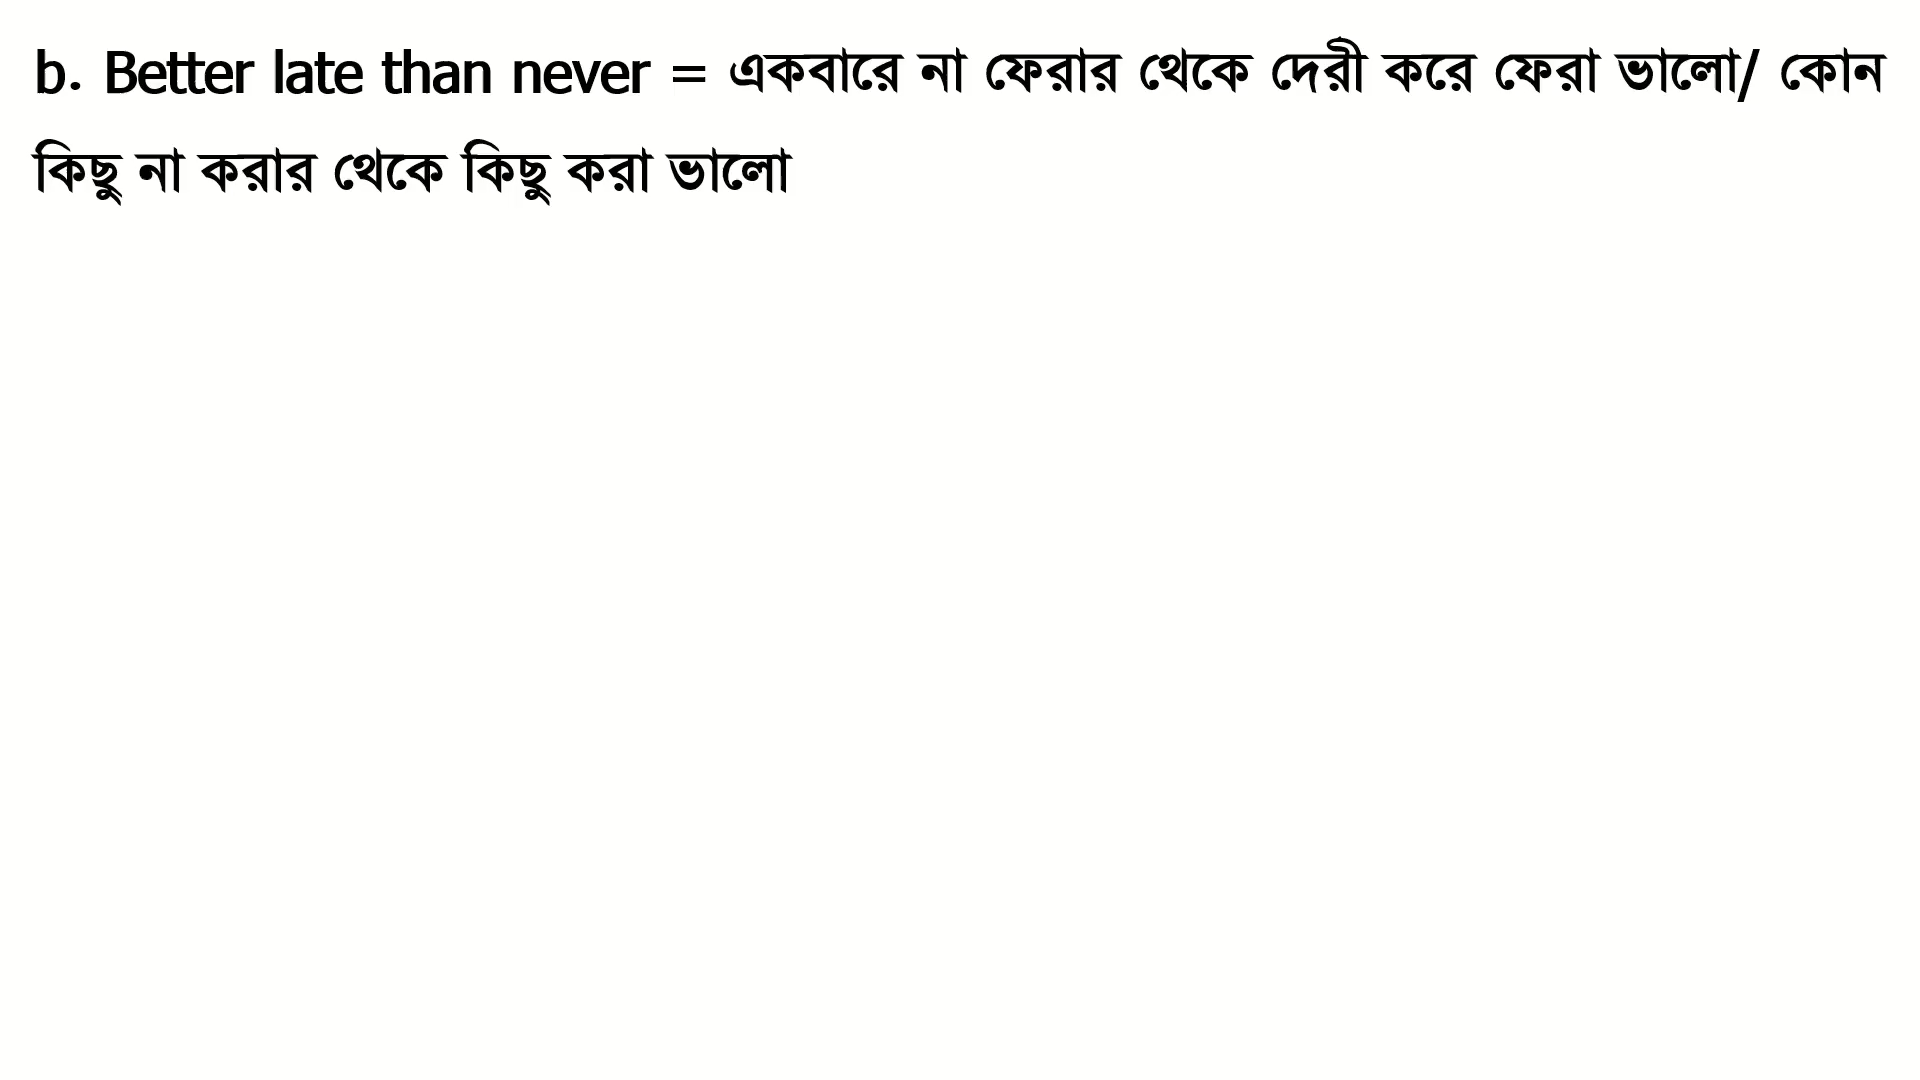 b. Better late than never = একবারে না ফেরার থেকে দেরী করে ফেরা ভালো/ কোন
কিছু না করার থেকে কিছু করা ভালো